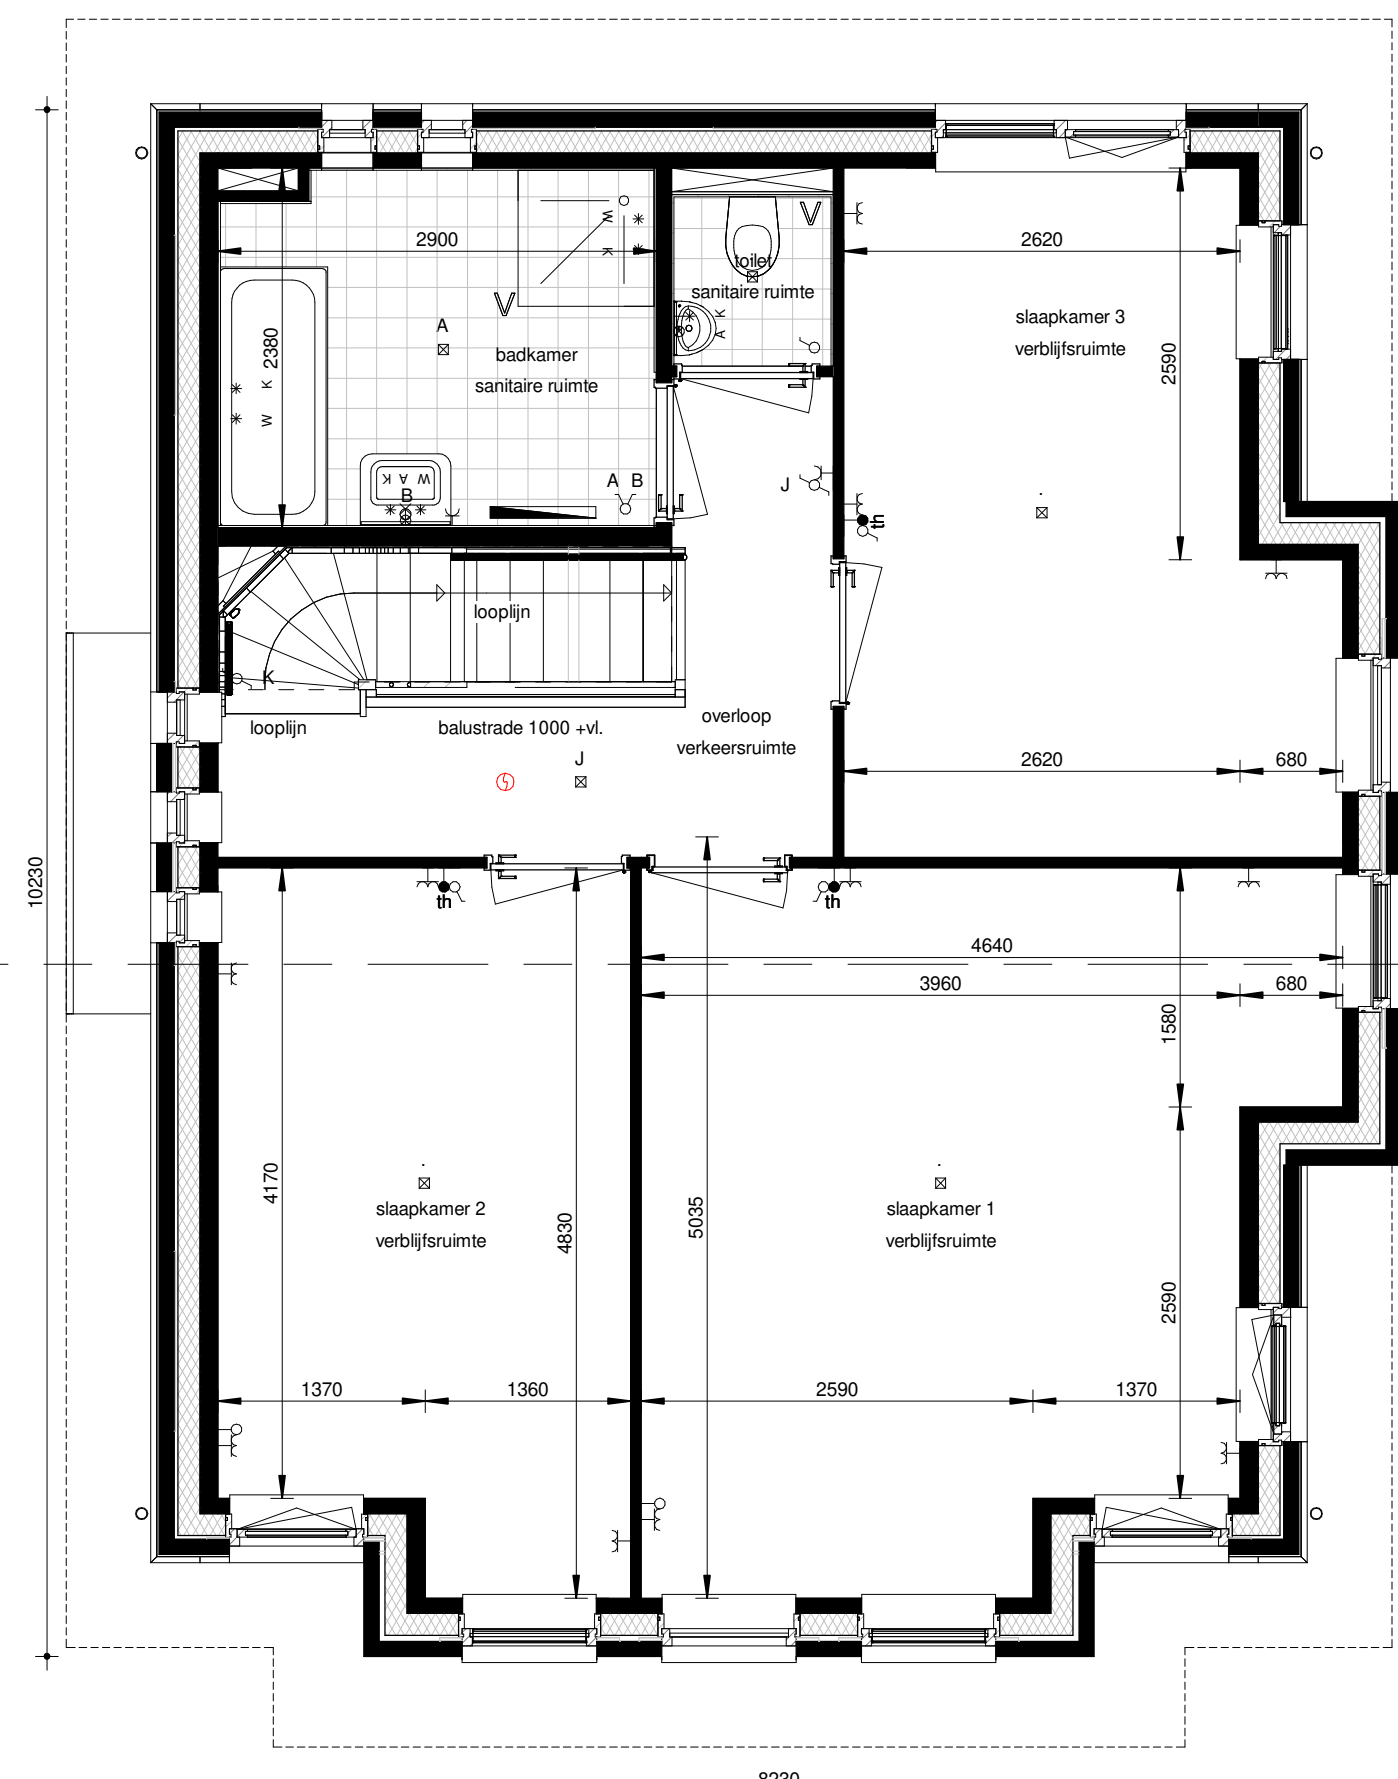 2900
2620
toilet
sanitaire ruimte
V
V
A
K
W
K
W
K
A
slaapkamer 3
verblijfsruimte
2380
badkamer
sanitaire ruimte
2590
K
W
K A W
B
A B
J
th
looplijn
K
looplijn
balustrade 1000 +vl.
overloop
verkeersruimte
J
2620
680
10230
th
th
4640
3960
680
1580
4170
4830
5035
slaapkamer 2
verblijfsruimte
slaapkamer 1
verblijfsruimte
2590
1370
1360
2590
1370
8230